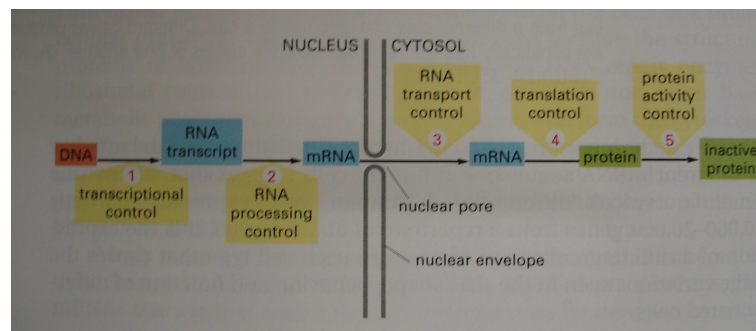 NUCLEUS
CYTOSOL
RNA
transport
control
3
translation
control
4
protein
activity
control
5
DNA
RNA
transcript
mRNA
mRNA
protein
inactive
protein
1
transcriptional
control
2
RNA
processing
control
nuclear pore
nuclear envelope